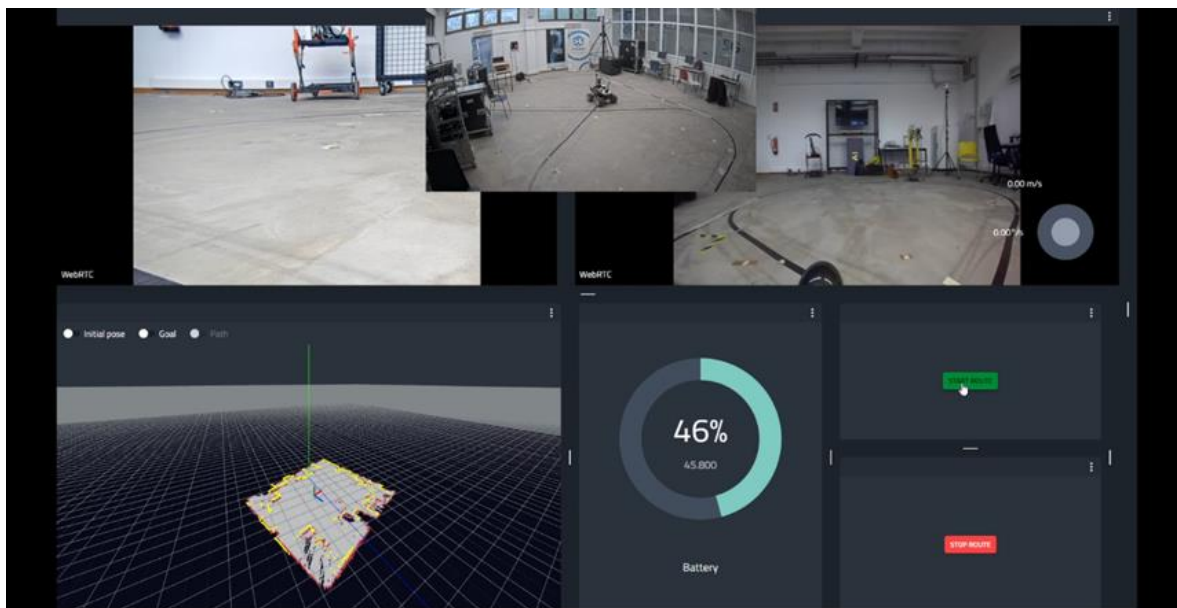 0.00 m/s
0.00°/s
WebRTC
WebRTC
Initial pose Goal Path
46%
45.800
Battery
START ROUTE
STOP ROUTE